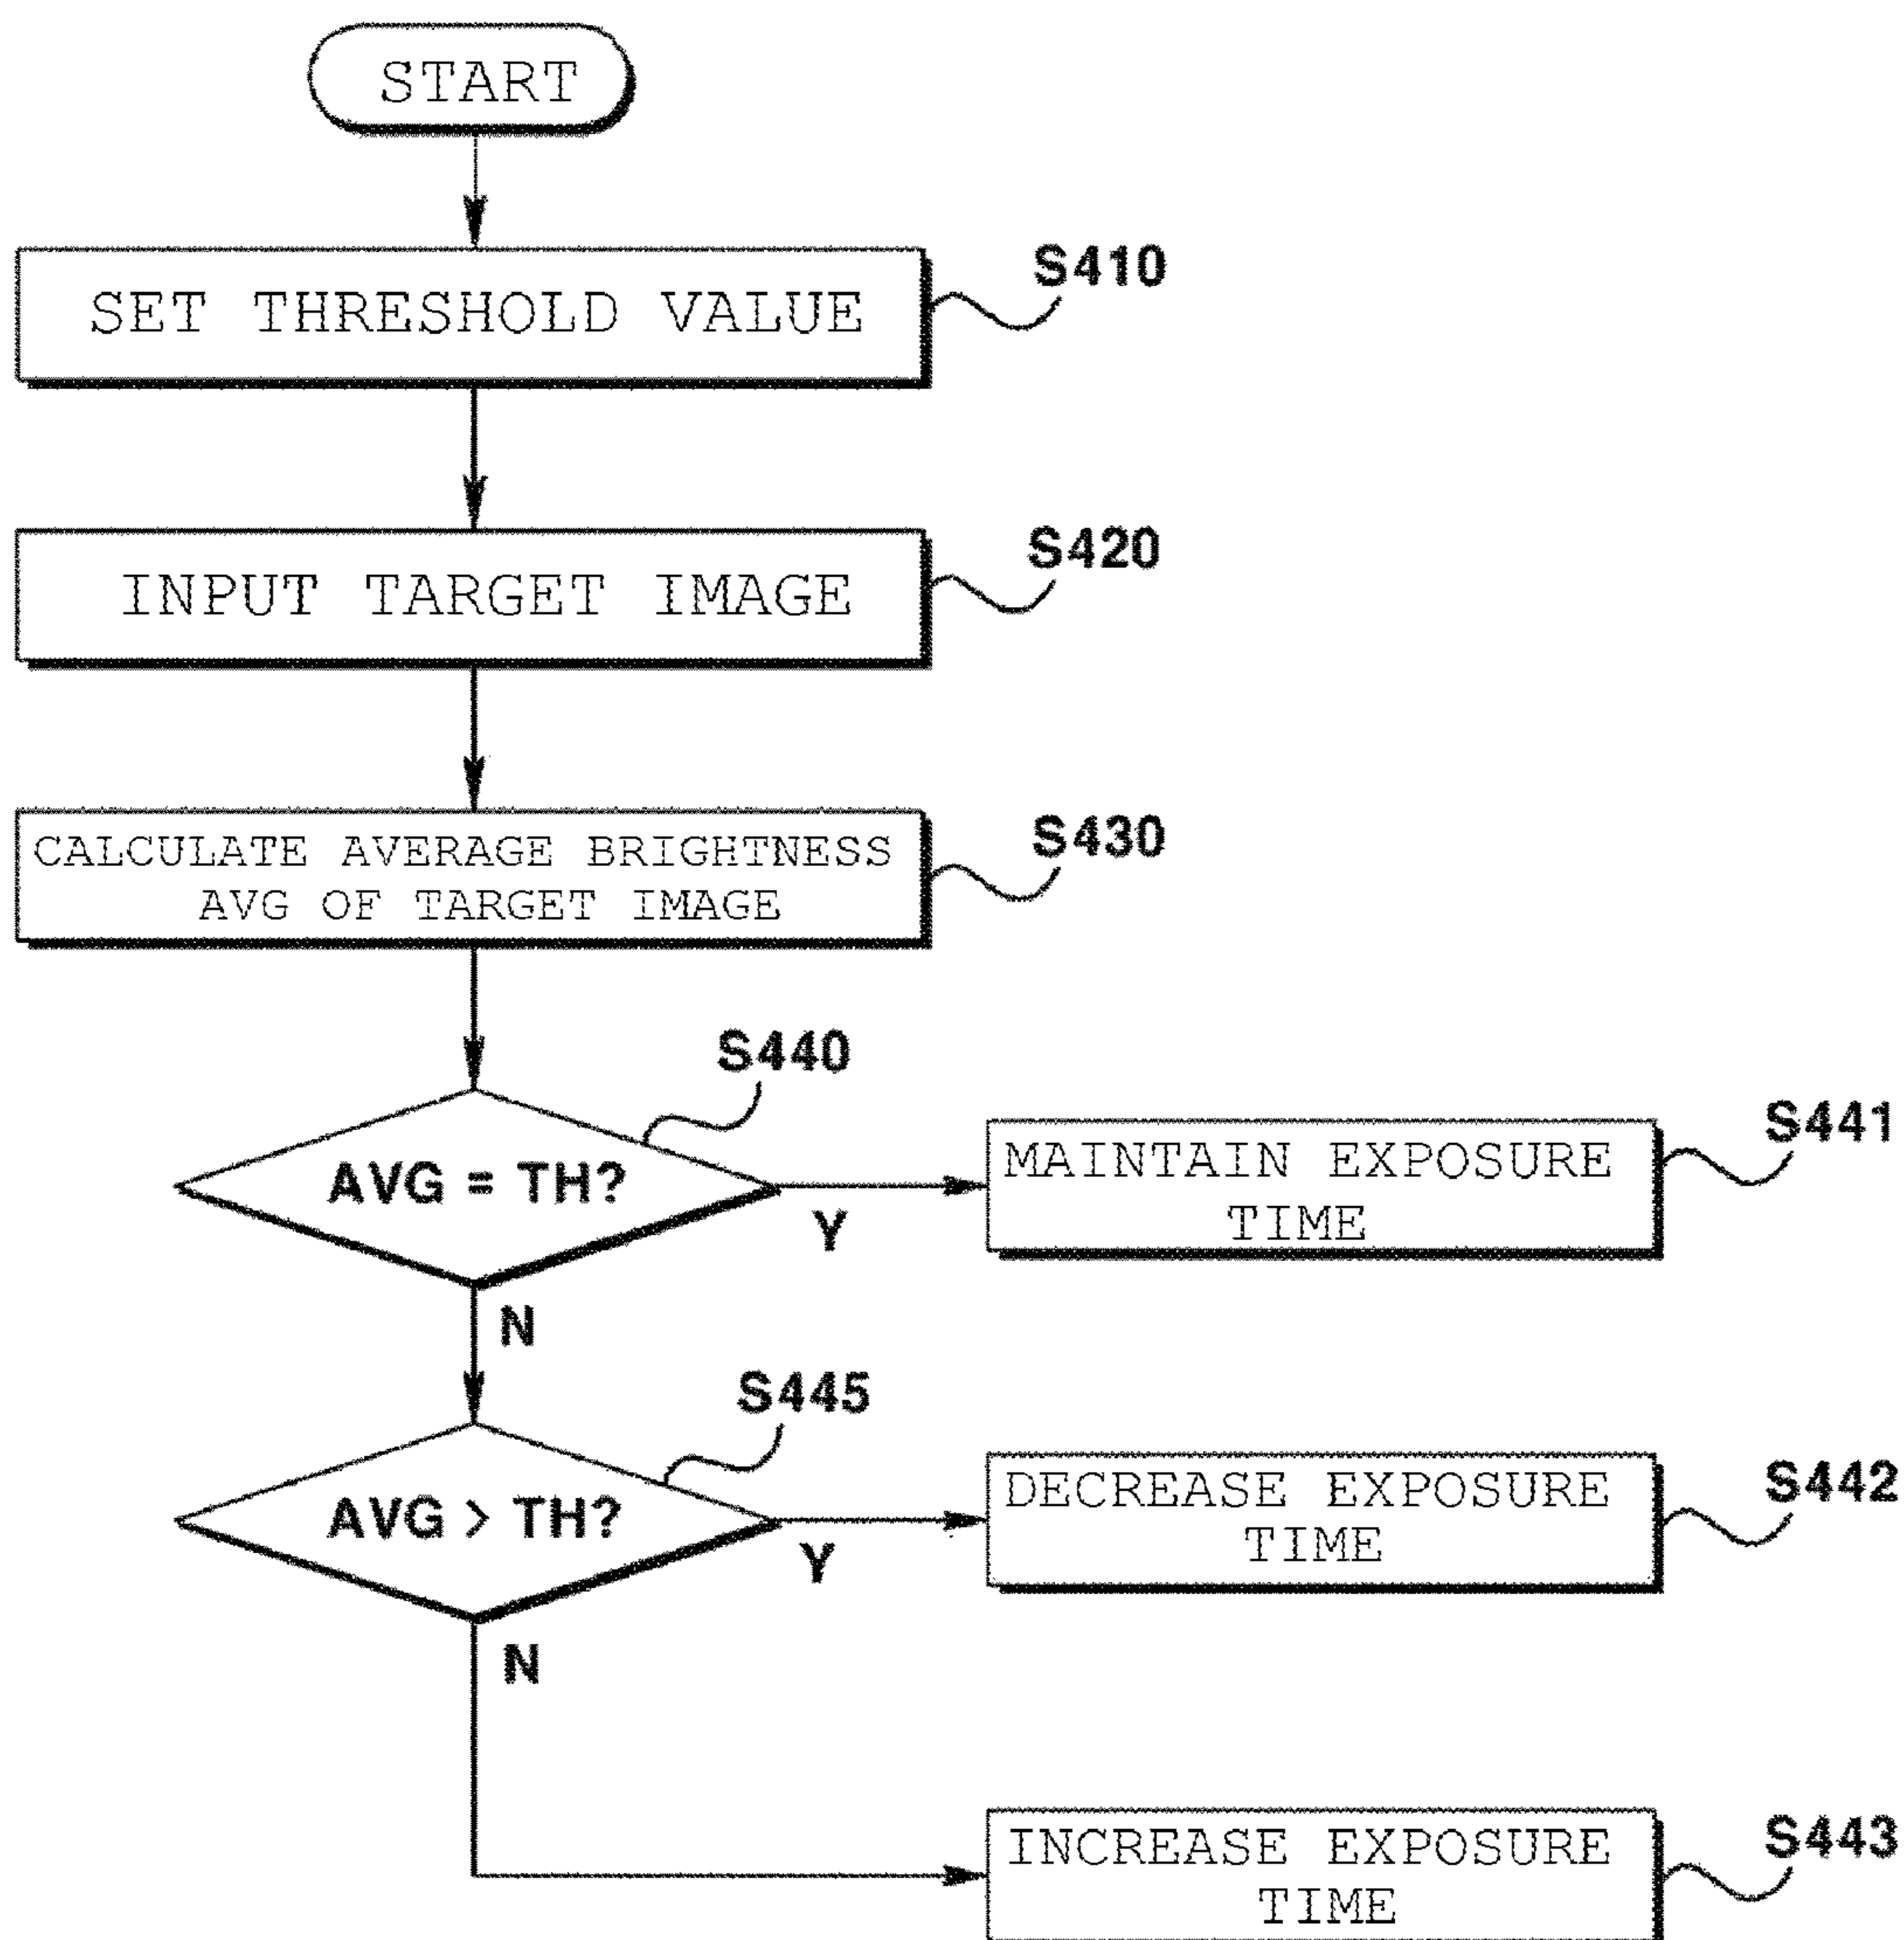 START
SET THRESHOLD VALUE
S410
INPUT TARGET IMAGE
S420
CALCULATE AVERAGE BRIGHTNESS
AVG OF TARGET IMAGE
S430
S440
AVG = TH?
Y
N
MAINTAIN EXPOSURE
TIME
S441
S445
AVG > TH?
Y
N
DECREASE EXPOSURE
TIME
S442
INCREASE EXPOSURE
TIME
S443